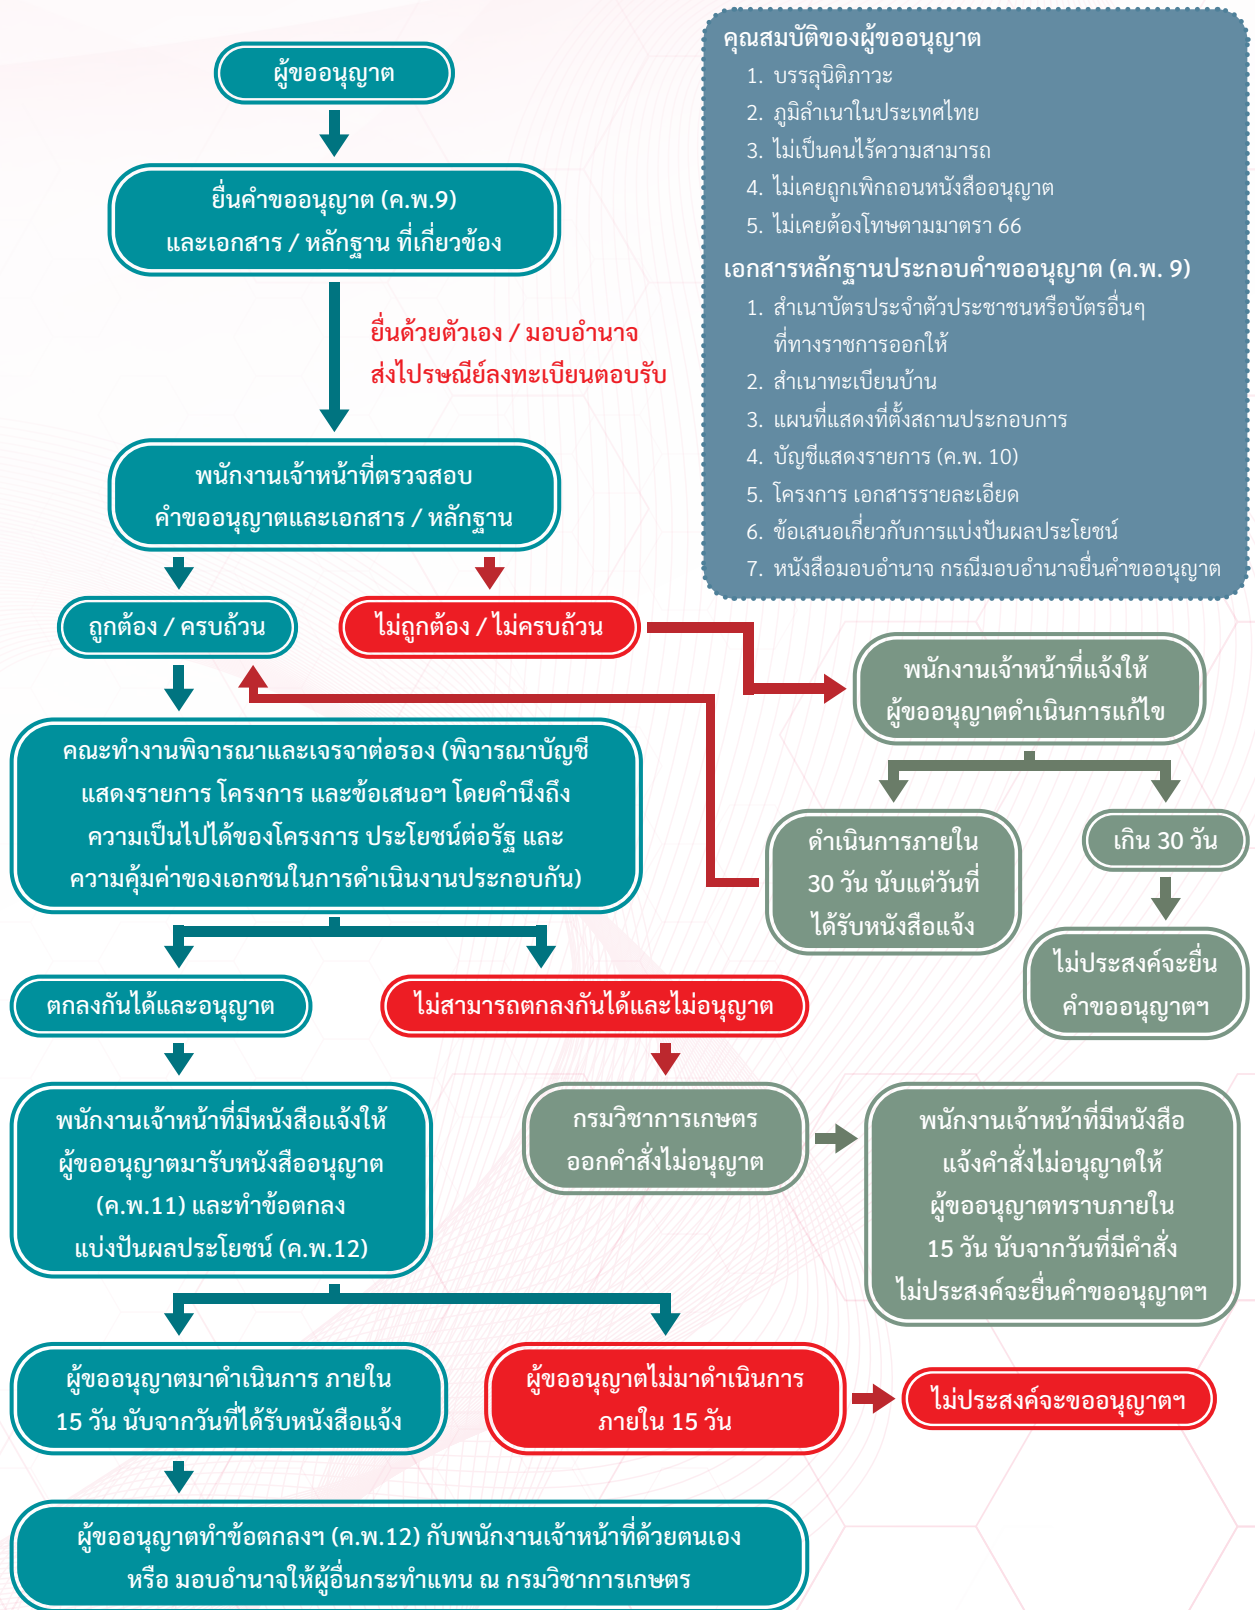 ผู้ขออนุญาต
ยื่นคำขออนุญาต (ค.พ.9)
และเอกสาร / หลักฐาน ที่เกี่ยวข้อง
ยื่นด้วยตัวเอง / มอบอำนาจ
ส่งไปรษณีย์ลงทะเบียนตอบรับ
คุณสมบัติของผู้ขออนุญาต
1. บรรลุนิติภาวะ
2. ภูมิลำเนาในประเทศไทย
3. ไม่เป็นคนไร้ความสามารถ
4. ไม่เคยถูกเพิกถอนหนังสืออนุญาต
5. ไม่เคยต้องโทษตามมาตรา 66
เอกสารหลักฐานประกอบคำขออนุญาต (ค.พ. 9)
1. สำเนาบัตรประจำตัวประชาชนหรือบัตรอื่นๆ
ที่ทางราชการออกให้
2. สำเนาทะเบียนบ้าน
3. แผนที่แสดงที่ตั้งสถานประกอบการ
4. บัญชีแสดงรายการ (ค.พ. 10)
5. โครงการ เอกสารรายละเอียด
6. ข้อเสนอเกี่ยวกับการแบ่งปันผลประโยชน์
7. หนังสือมอบอำนาจ กรณีมอบอำนาจยื่นคำขออนุญาต
พนักงานเจ้าหน้าที่ตรวจสอบ
คำขออนุญาตและเอกสาร / หลักฐาน
ถูกต้อง / ครบถ้วน
ไม่ถูกต้อง / ไม่ครบถ้วน
พนักงานเจ้าหน้าที่แจ้งให้
ผู้ขออนุญาตดำเนินการแก้ไข
คณะทำงานพิจารณาและเจรจาต่อรอง (พิจารณาบัญชี
แสดงรายการ โครงการ และข้อเสนอฯ โดยคำนึงถึง
ความเป็นไปได้ของโครงการ ประโยชน์ต่อรัฐ และ
ความคุ้มค่าของเอกชนในการดำเนินงานประกอบกัน)
ดำเนินการภายใน
30 วัน นับแต่วันที่
ได้รับหนังสือแจ้ง
เกิน 30 วัน
ไม่ประสงค์จะยื่น
คำขออนุญาตฯ
ตกลงกันได้และอนุญาต
ไม่สามารถตกลงกันได้และไม่อนุญาต
พนักงานเจ้าหน้าที่มีหนังสือแจ้งให้
ผู้ขออนุญาตมารับหนังสืออนุญาต
(ค.พ.11) และทำข้อตกลง
แบ่งปันผลประโยชน์ (ค.พ.12)
กรมวิชาการเกษตร
ออกคำสั่งไม่อนุญาต
พนักงานเจ้าหน้าที่มีหนังสือ
แจ้งคำสั่งไม่อนุญาตให้
ผู้ขออนุญาตทราบภายใน
15 วัน นับจากวันที่มีคำสั่ง
ไม่ประสงค์จะยื่นคำขออนุญาตฯ
ผู้ขออนุญาตมาดำเนินการ ภายใน
15 วัน นับจากวันที่ได้รับหนังสือแจ้ง
ผู้ขออนุญาตไม่มาดำเนินการ
ภายใน 15 วัน
ไม่ประสงค์จะขออนุญาตฯ
ผู้ขออนุญาตทำข้อตกลงฯ (ค.พ.12) กับพนักงานเจ้าหน้าที่ด้วยตนเอง
หรือ มอบอำนาจให้ผู้อื่นกระทำแทน ณ กรมวิชาการเกษตร